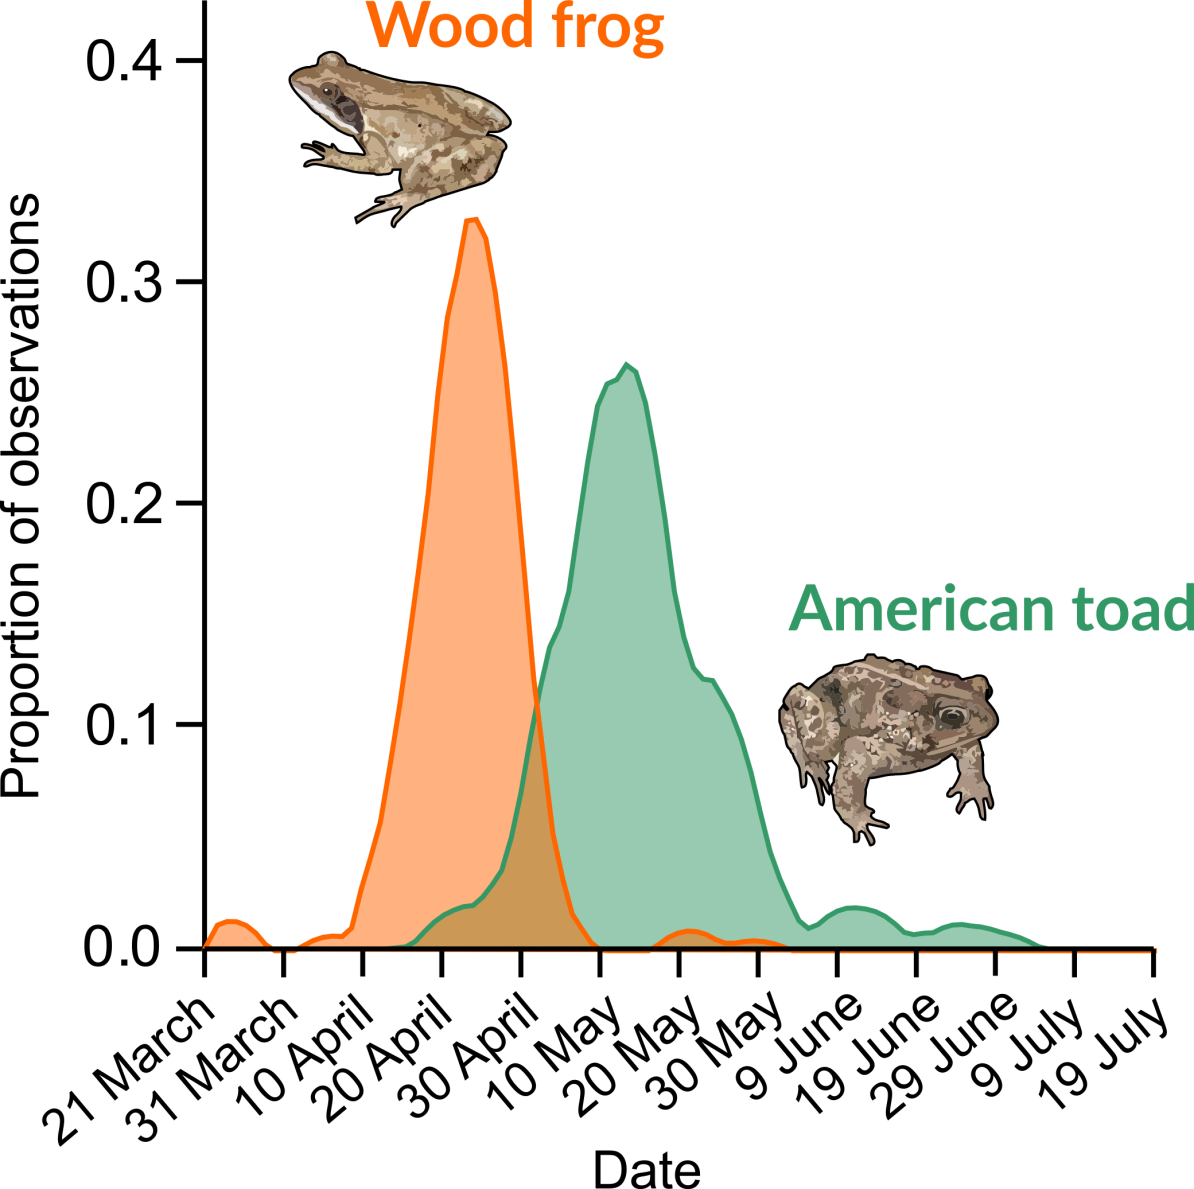 Wood frog
0.4
0.3
0.2
0.1
0.0
Proportion of observations
American toad
21 March
31 March
10 April
20 April
30 April
10 May
20 May
30 May
9 June
19 June
29 June
9 July
19 July
Date